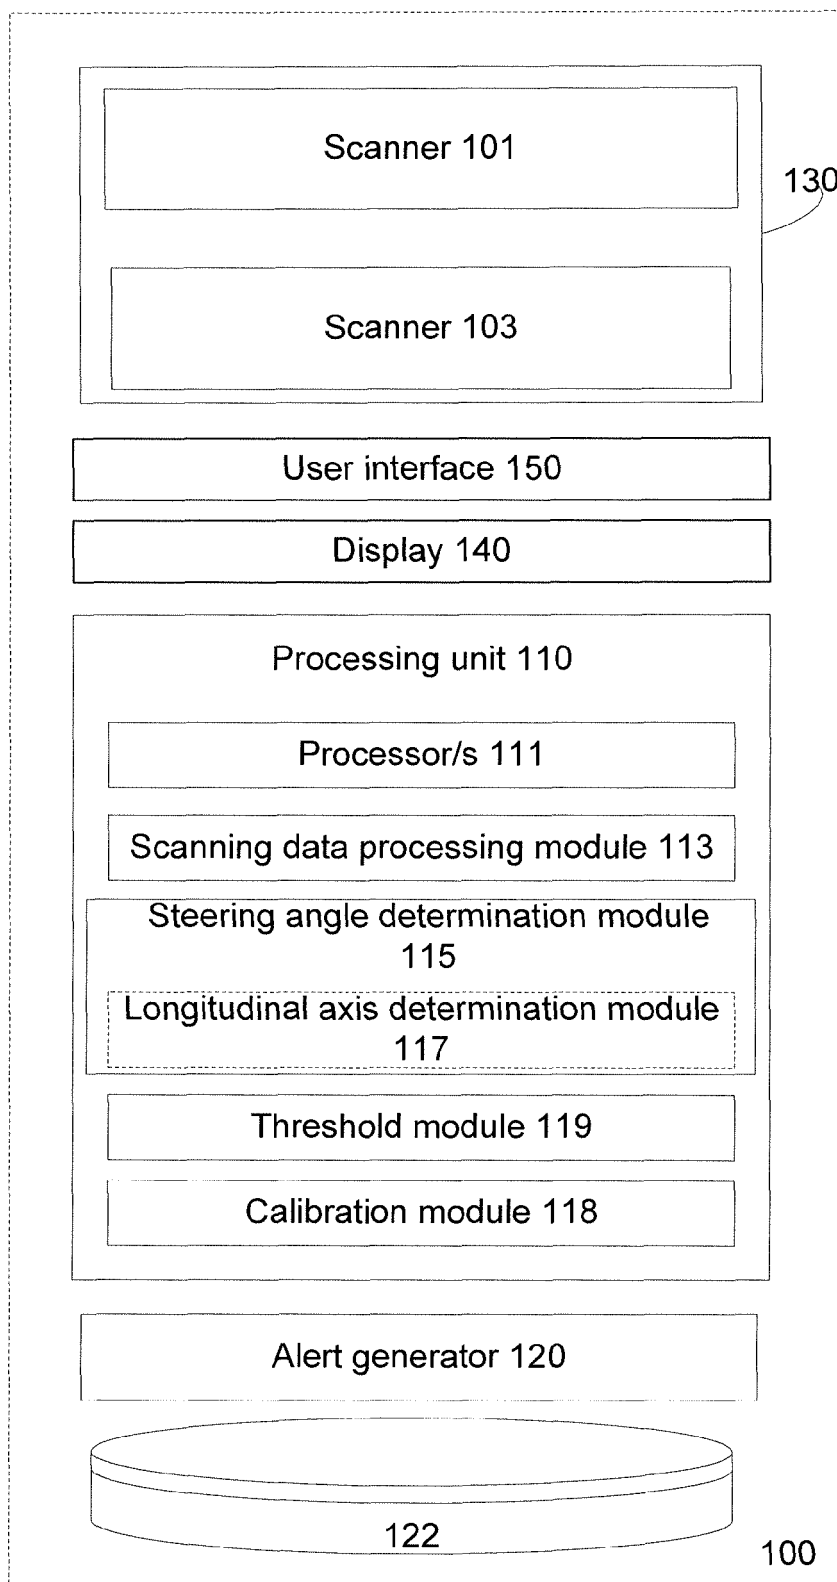 Scanner 101
130
Scanner 103
User interface 150
Display 140
Processing unit 110
Processor/s 111
Scanning data processing module 113
Steering angle determination module
115
Longitudinal axis determination module
117
Threshold module 119
Calibration module 118
Alert generator 120
122
100